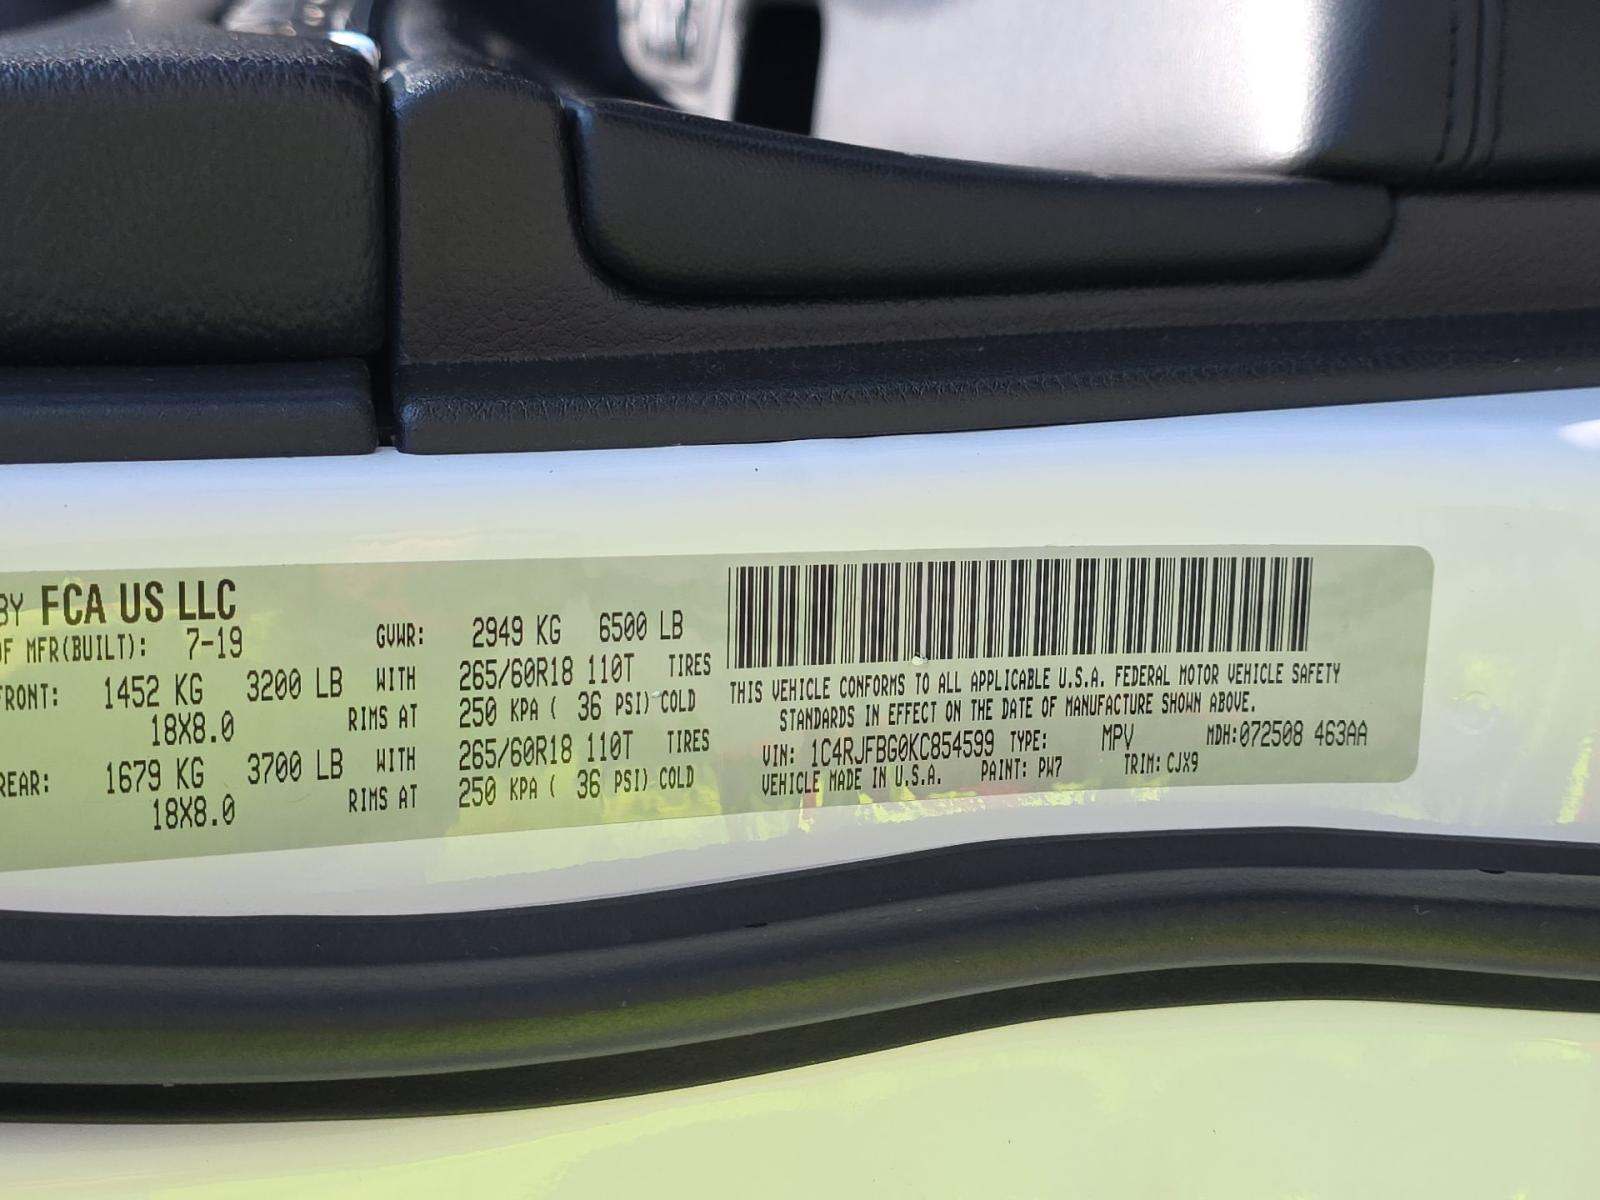 BY FCA US LLC
OF MFR(BUILT): 7-19 GVWR: 2949 KG 6500 LB
FRONT: 1452 KG 3200 LB WITH 265/60R18 110T TIRES
18X8.0 RIMS AT 250 KPA ( 36 PSI) COLD
REAR: 1679 KG 3700 LB WITH 265/60R18 110T TIRES
18X8.0 RIMS AT 250 KPA ( 36 PSI) COLD
THIS VEHICLE CONFORMS TO ALL APPLICABLE U.S.A. FEDERAL MOTOR VEHICLE SAFETY
STANDARDS IN EFFECT ON THE DATE OF MANUFACTURE SHOWN ABOVE.
VIN: 1C4RJFBG0KC854599 TYPE: MPV MDH:072508 463AA
VEHICLE MADE IN U.S.A. PAINT: PW7 TRIM: CJX9